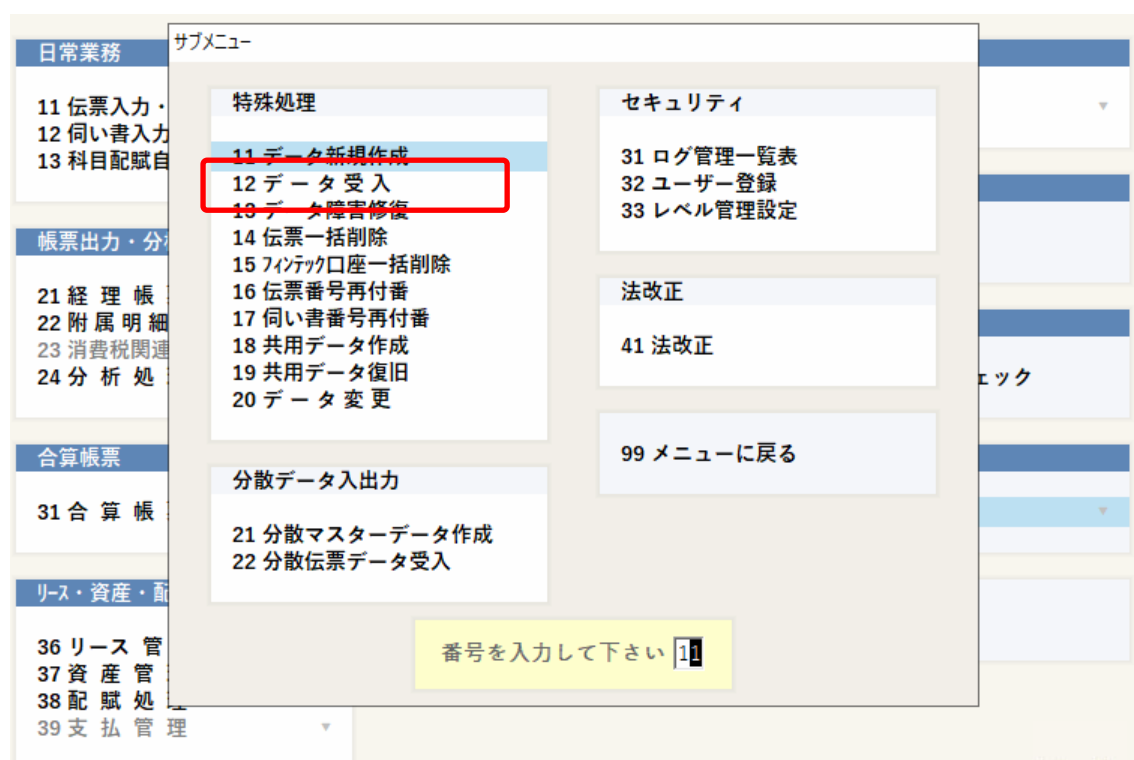 サブメニュー
日常業務
11 伝票入力・
12 伺い書入力
13 科目配賦自
帳票出力・分
21 経 理 帳
22 附 属 明 細
23 消費税関連
24 分 析 処
合算帳票
31 合 算 帳
ﾘｰｽ・資産・配
36 リース 管
37 資 産 管
38 配 賦 処 理
39 支 払 管 理
▼
特殊処理
11 データ新規作成
12 デ ー タ 受 入
13 データ障害修復
14 伝票一括削除
15 ﾌｨﾝﾃｯｸ口座一括削除
16 伝票番号再付番
17 伺い書番号再付番
18 共用データ作成
19 共用データ復旧
20 デ ー タ 変 更
分散データ入出力
21 分散マスターデータ作成
22 分散伝票データ受入
セキュリティ
31 ログ管理一覧表
32 ユーザー登録
33 レベル管理設定
法改正
41 法改正
99 メニューに戻る
番号を入力して下さい 11
▼
ェック
▼